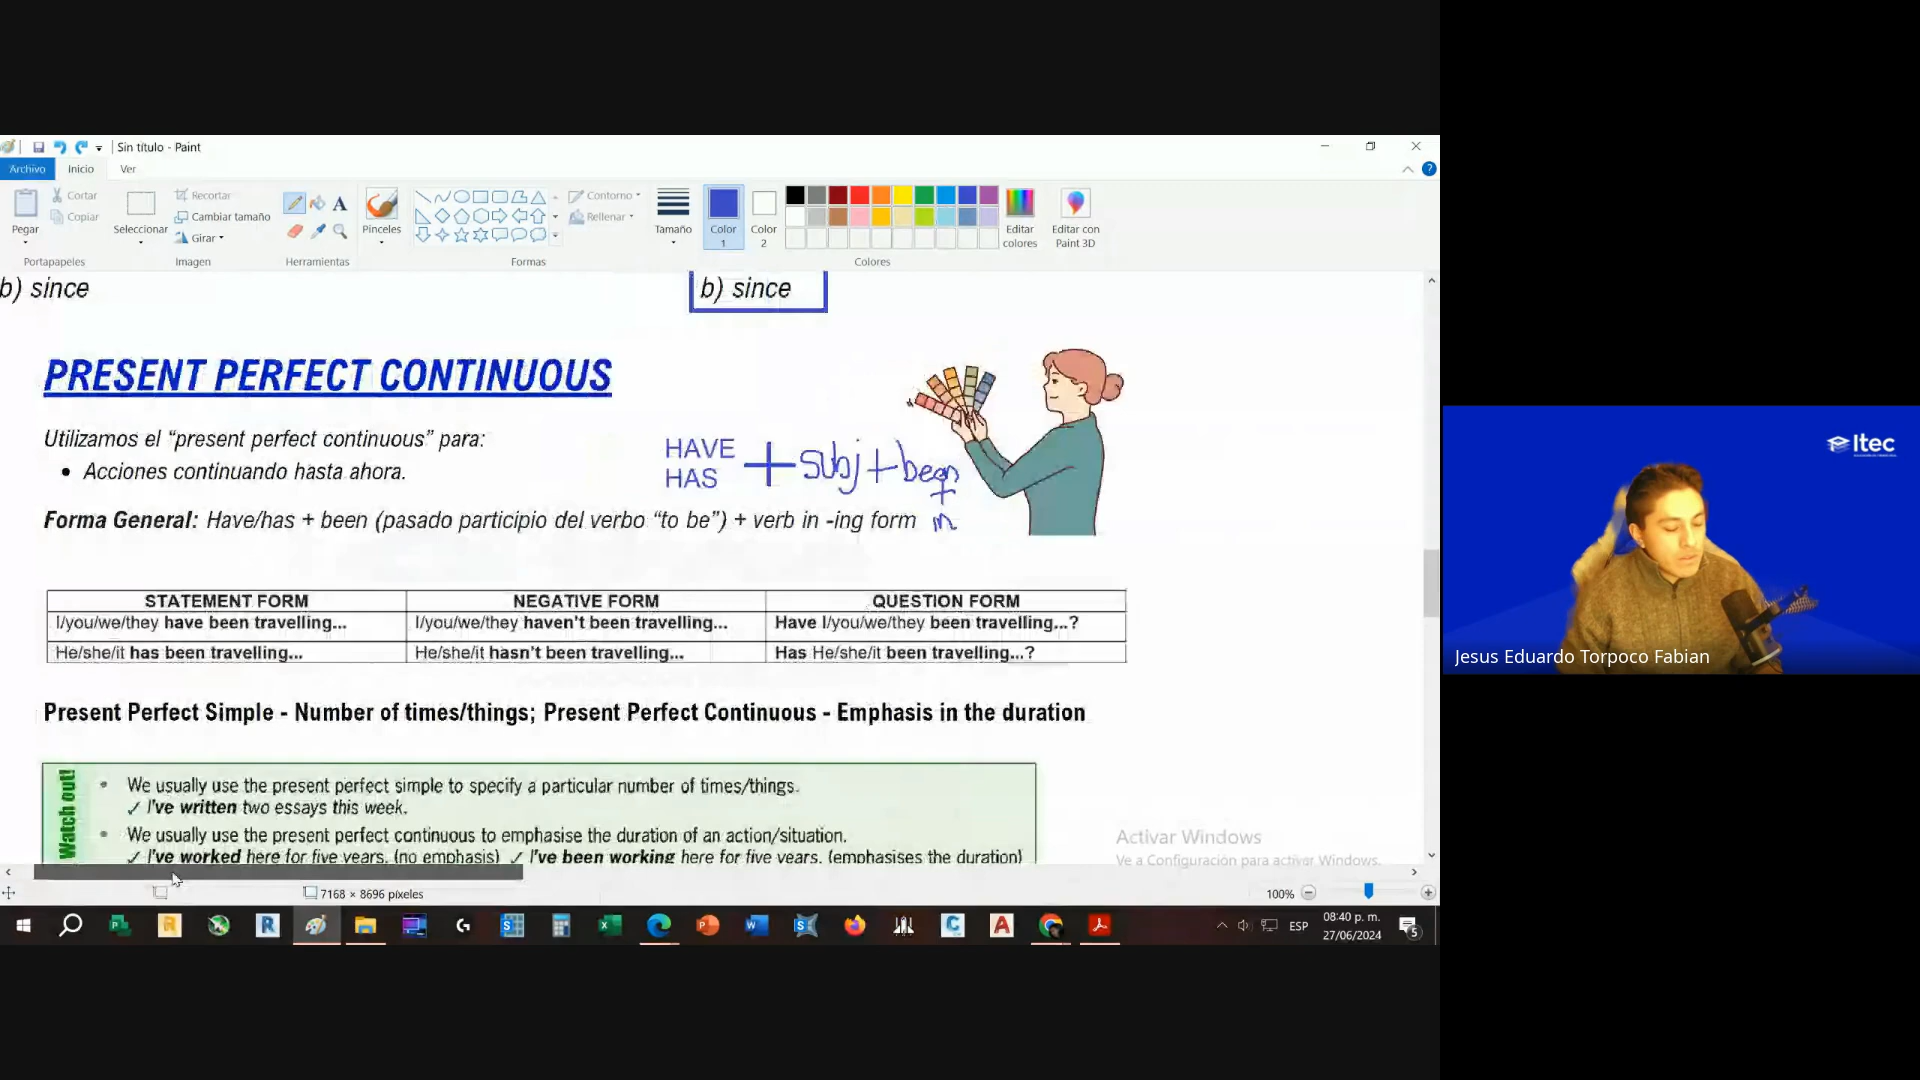 Sin título - Paint
Archivo Inicio Ver
Pegar
Cortar
Copiar
Portapapeles
Seleccionar
Recortar
Cambiar tamaño
Girar
Imagen
Herramientas
Pinceles
Contorno
Rellenar
Formas
Tamaño
Color 1
Color 2
Editar colores
Editar con Paint 3D
Colores
b) since
b) since
PRESENT PERFECT CONTINUOUS
Utilizamos el “present perfect continuous” para:
• Acciones continuando hasta ahora.
HAVE
HAS + subj + been
+
Forma General: Have/has + been (pasado participio del verbo “to be”) + verb in -ing form
STATEMENT FORM NEGATIVE FORM QUESTION FORM
I/you/we/they have been travelling... I/you/we/they haven't been travelling... Have I/you/we/they been travelling...?
He/she/it has been travelling... He/she/it hasn't been travelling... Has He/she/it been travelling...?
Present Perfect Simple - Number of times/things; Present Perfect Continuous - Emphasis in the duration
Watch out!
• We usually use the present perfect simple to specify a particular number of times/things.
✓ I've written two essays this week.
• We usually use the present perfect continuous to emphasise the duration of an action/situation.
✓ I've worked here for five years. (no emphasis) ✓ I've been working here for five years. (emphasises the duration)
Activar Windows
Ve a Configuración para activar Windows.
7168 × 8696 píxeles
100%
ESP
08:40 p. m.
27/06/2024
5
Itec
Jesus Eduardo Torpoco Fabian